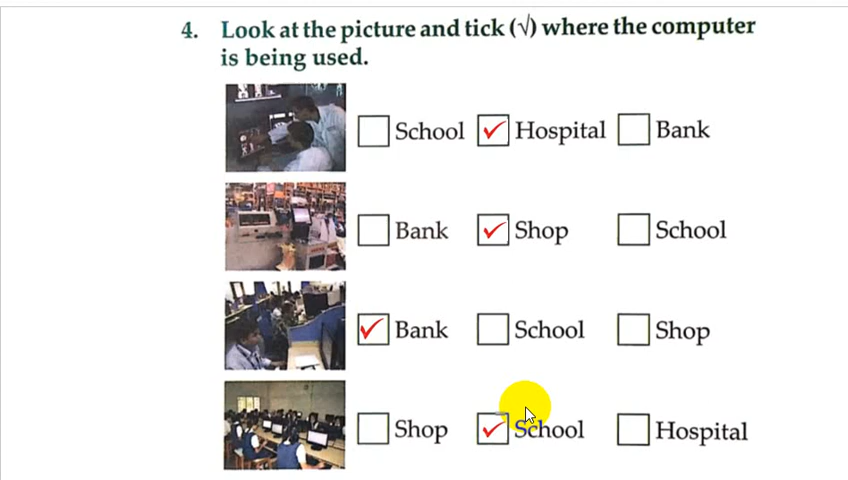 4. Look at the picture and tick (√) where the computer
is being used.
School ✓ Hospital Bank
Bank ✓ Shop School
✓ Bank School Shop
Shop ✓ School Hospital